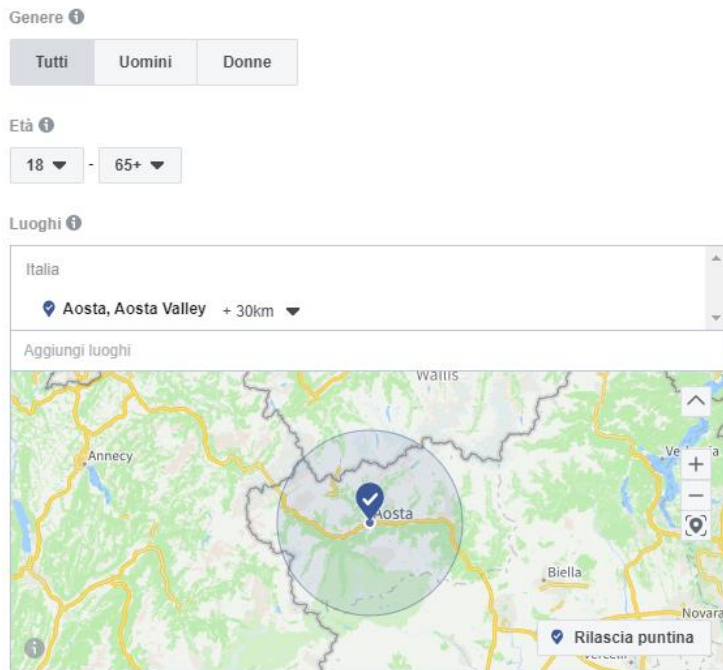 Genere
Tutti Uomini Donne
Età
18 - 65+
Luoghi
Italia
Aosta, Aosta Valley + 30km
Aggiungi luoghi
Wallis
Annecy
Aosta
Biella
Novara
Rilascia puntina
Vercelli